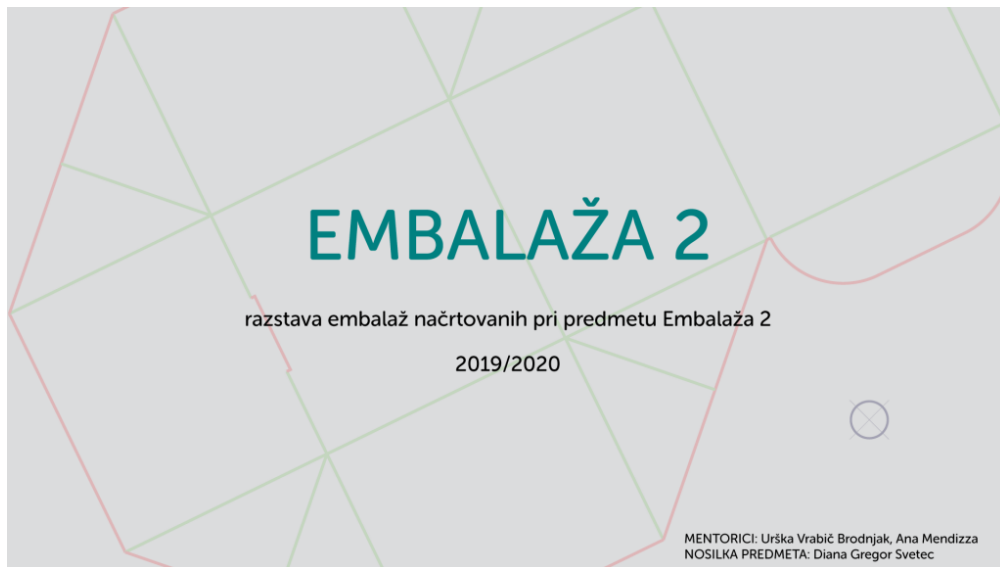 EMBALAŽA 2
razstava embalaž načrtovanih pri predmetu Embalaža 2
2019/2020
MENTORICI: Urška Vrabič Brodnjak, Ana Mendizza
NOSILKA PREDMETA: Diana Gregor Svetec